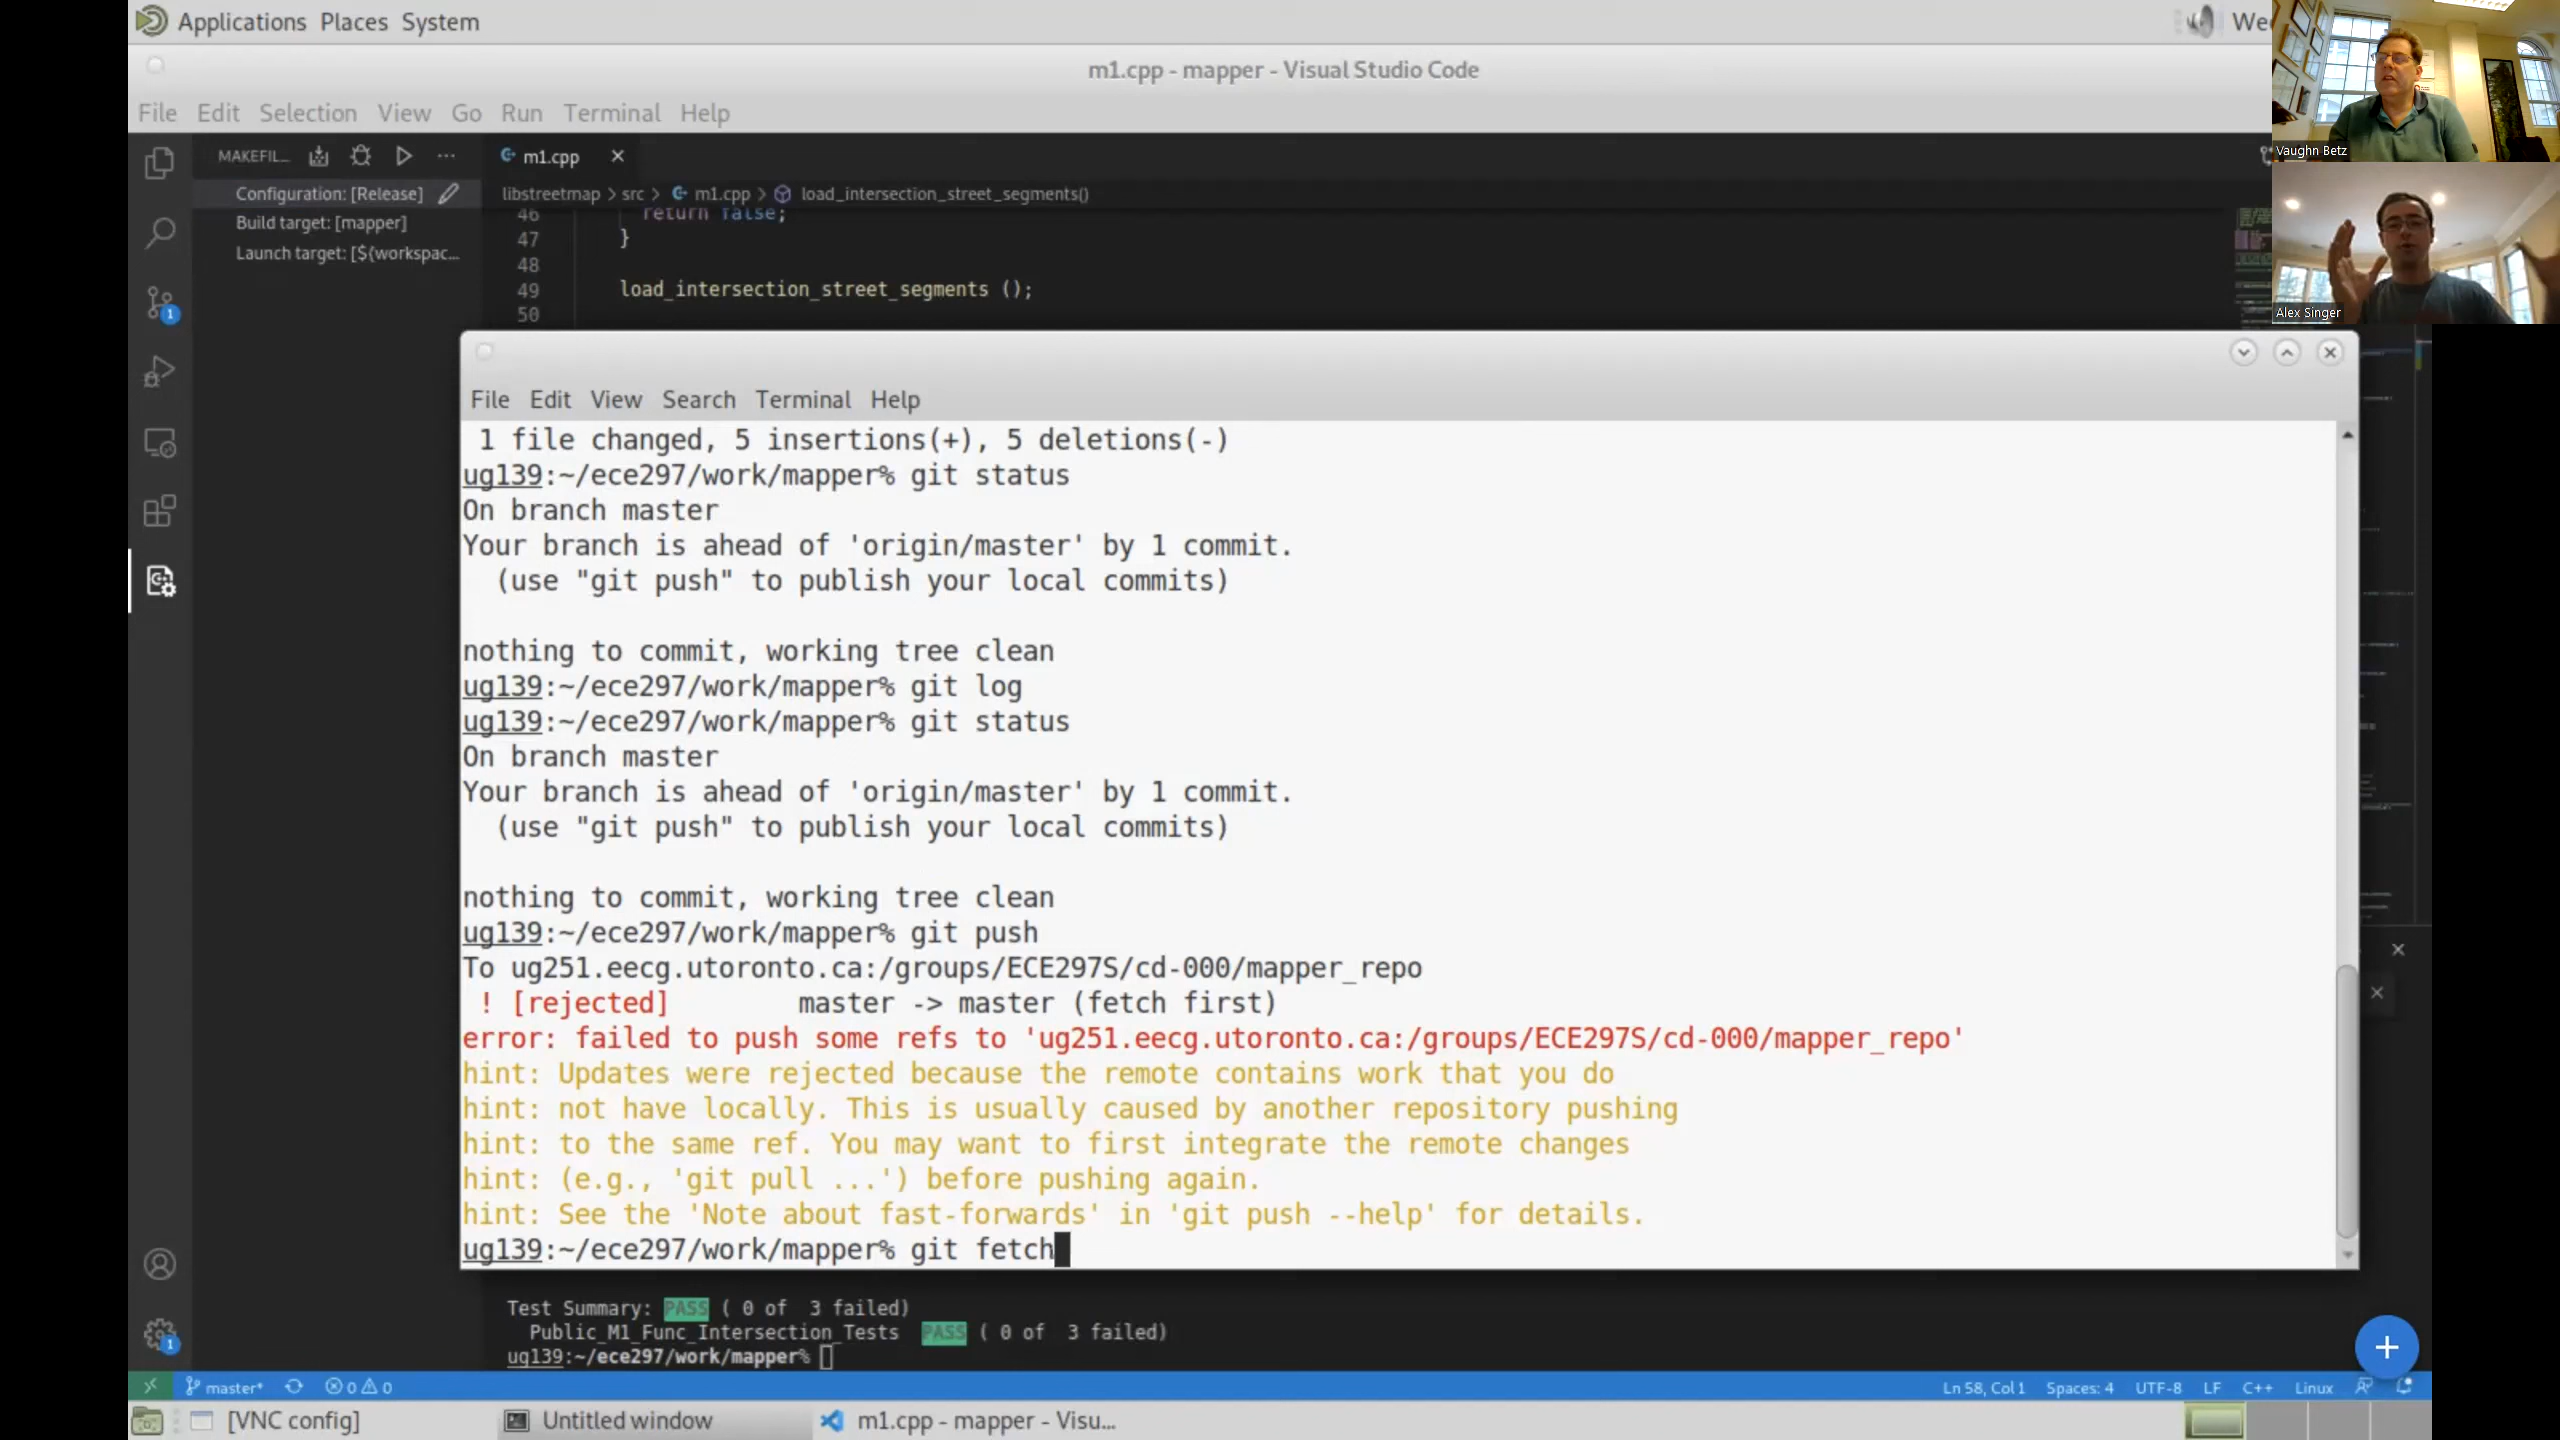 Applications Places System
We
m1.cpp - mapper - Visual Studio Code
File Edit Selection View Go Run Terminal Help
MAKEFIL...
m1.cpp
Configuration: [Release]
Build target: [mapper]
Launch target: [${workspac...
libstreetmap > src > m1.cpp > load_intersection_street_segments()
46 return false;
47 }
48
49 load_intersection_street_segments ();
50
Vaughn Betz
Alex Singer
File Edit View Search Terminal Help
1 file changed, 5 insertions(+), 5 deletions(-)
ug139:~/ece297/work/mapper% git status
On branch master
Your branch is ahead of 'origin/master' by 1 commit.
(use "git push" to publish your local commits)
nothing to commit, working tree clean
ug139:~/ece297/work/mapper% git log
ug139:~/ece297/work/mapper% git status
On branch master
Your branch is ahead of 'origin/master' by 1 commit.
(use "git push" to publish your local commits)
nothing to commit, working tree clean
ug139:~/ece297/work/mapper% git push
To ug251.eecg.utoronto.ca:/groups/ECE297S/cd-000/mapper_repo
! [rejected] master -> master (fetch first)
error: failed to push some refs to 'ug251.eecg.utoronto.ca:/groups/ECE297S/cd-000/mapper_repo'
hint: Updates were rejected because the remote contains work that you do
hint: not have locally. This is usually caused by another repository pushing
hint: to the same ref. You may want to first integrate the remote changes
hint: (e.g., 'git pull ...') before pushing again.
hint: See the 'Note about fast-forwards' in 'git push --help' for details.
ug139:~/ece297/work/mapper% git fetch
Test Summary: PASS ( 0 of 3 failed)
Public_M1_Func_Intersection_Tests PASS ( 0 of 3 failed)
ug139:~/ece297/work/mapper%
master* 0 0
Ln 58, Col 1 Spaces: 4 UTF-8 LF C++ Linux
[VNC config] Untitled window m1.cpp - mapper - Visu...